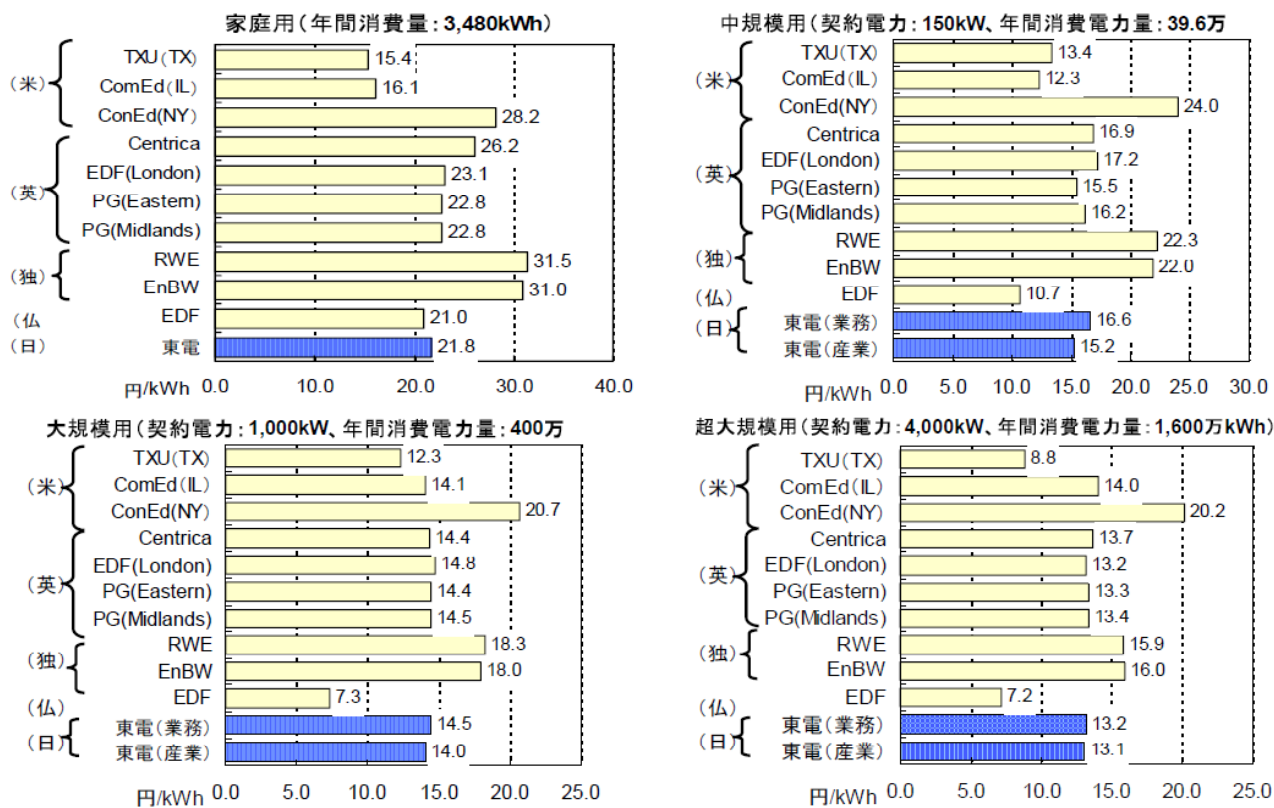 家庭用（年間消費量：3,480kWh）
（米）
TXU(TX) 15.4
ComEd(IL) 16.1
ConEd(NY) 28.2
（英）
Centrica 26.2
EDF(London) 23.1
PG(Eastern) 22.8
PG(Midlands) 22.8
（独）
RWE 31.5
EnBW 31.0
（仏 EDF 21.0
（日） 東電 21.8
円/kWh 0.0 10.0 20.0 30.0 40.0
中規模用（契約電力：150kW、年間消費電力量：39.6万
（米）
TXU(TX) 13.4
ComEd(IL) 12.3
ConEd(NY) 24.0
（英）
Centrica 16.9
EDF(London) 17.2
PG(Eastern) 15.5
PG(Midlands) 16.2
（独）
RWE 22.3
EnBW 22.0
（仏） EDF 10.7
（日）
東電（業務） 16.6
東電（産業） 15.2
円/kWh 0.0 5.0 10.0 15.0 20.0 25.0 30.0
大規模用（契約電力：1,000kW、年間消費電力量：400万
（米）
TXU(TX) 12.3
ComEd(IL) 14.1
ConEd(NY) 20.7
（英）
Centrica 14.4
EDF(London) 14.8
PG(Eastern) 14.4
PG(Midlands) 14.5
（独）
RWE 18.3
EnBW 18.0
（仏） EDF 7.3
（日）
東電（業務） 14.5
東電（産業） 14.0
円/kWh 0.0 5.0 10.0 15.0 20.0 25.0
超大規模用（契約電力：4,000kW、年間消費電力量：1,600万kWh）
（米）
TXU(TX) 8.8
ComEd(IL) 14.0
ConEd(NY) 20.2
（英）
Centrica 13.7
EDF(London) 13.2
PG(Eastern) 13.3
PG(Midlands) 13.4
（独）
RWE 15.9
EnBW 16.0
（仏） EDF 7.2
（日）
東電（業務） 13.2
東電（産業） 13.1
円/kWh 0.0 5.0 10.0 15.0 20.0 25.0